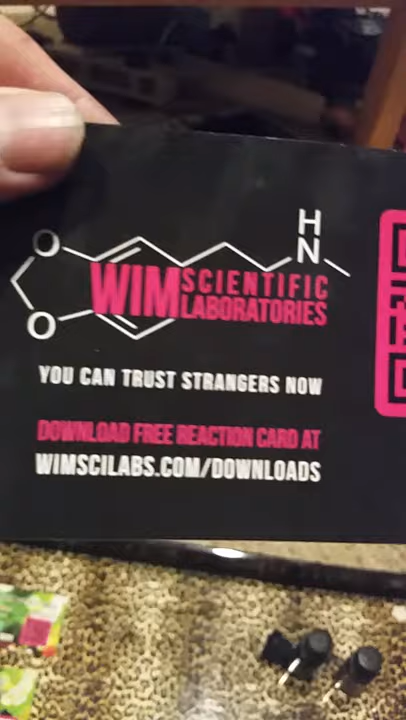 O
H
N
O
WIM SCIENTIFIC
LABORATORIES
YOU CAN TRUST STRANGERS NOW
DOWNLOAD FREE REACTION CARD AT
WIMSCILABS.COM/DOWNLOADS